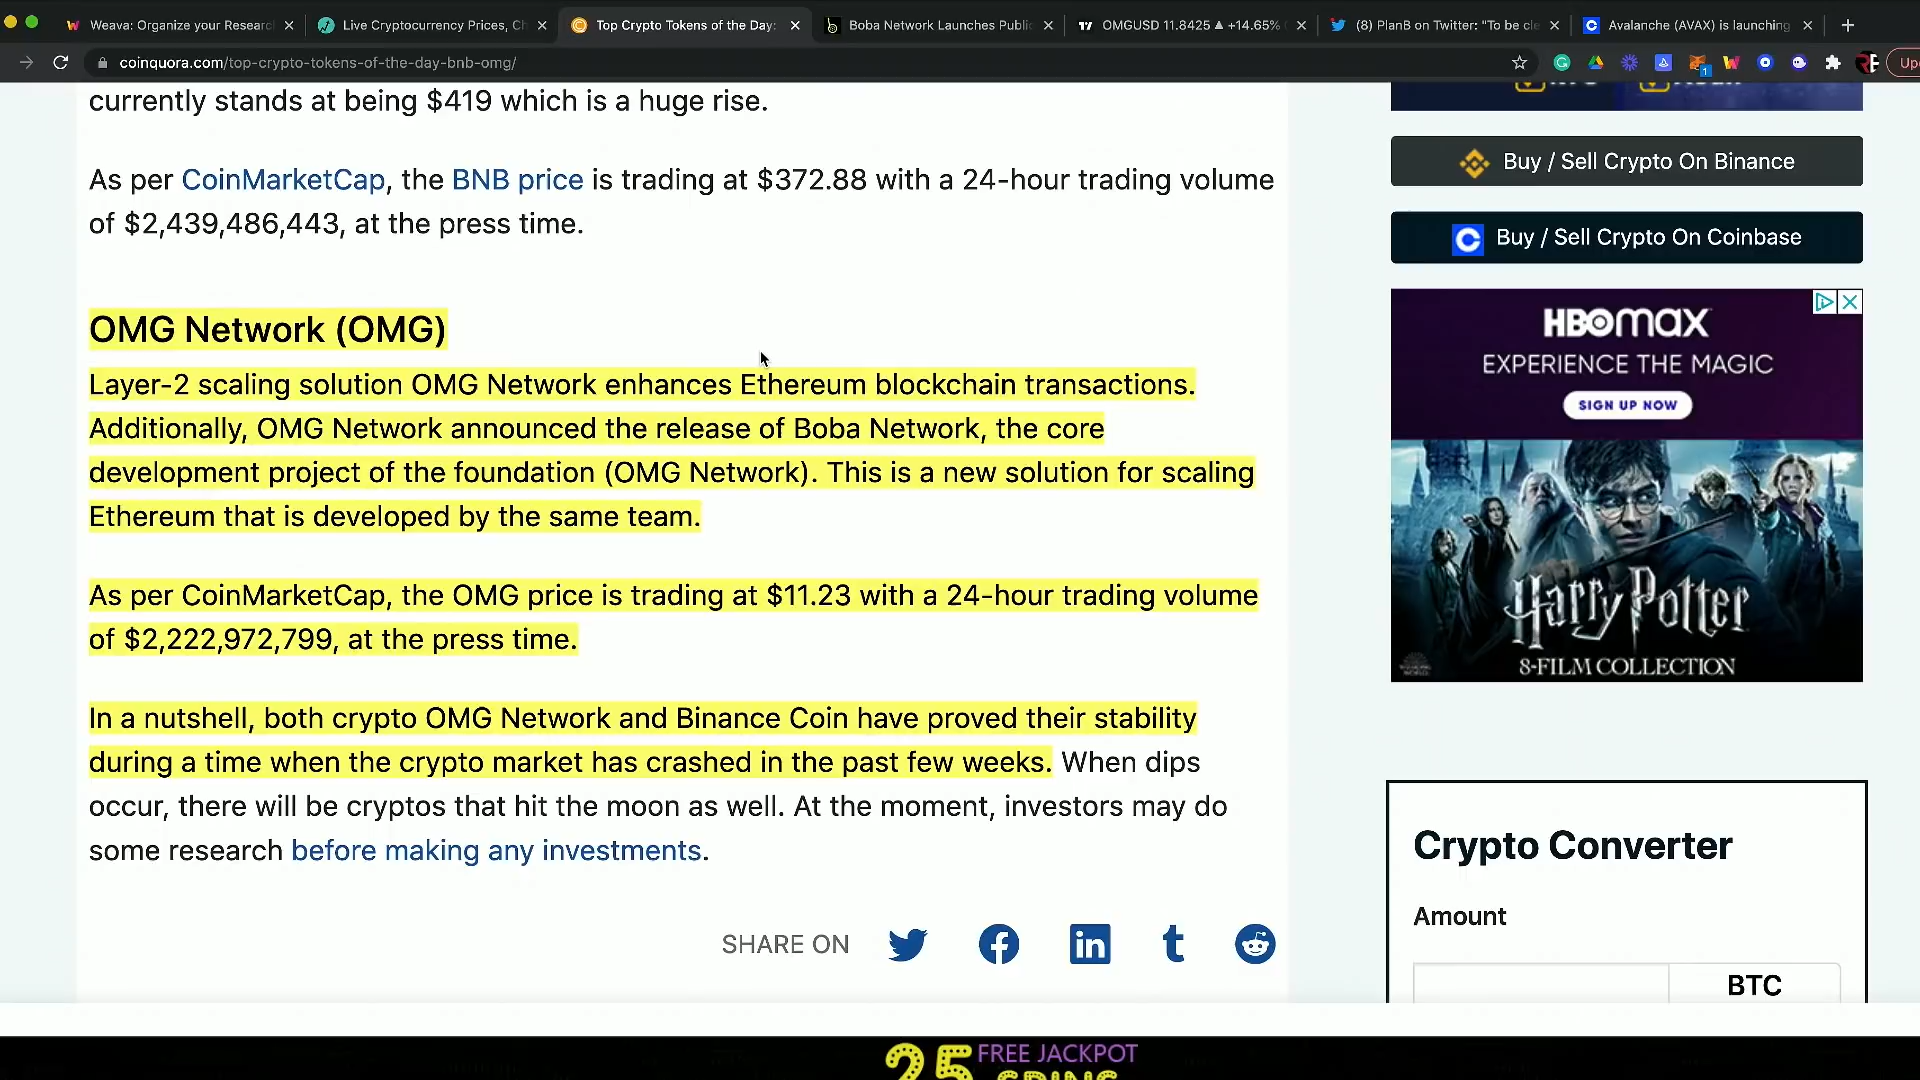 Weava: Organize your Researc
Live Cryptocurrency Prices, Ch
Top Crypto Tokens of the Day:
Boba Network Launches Public
OMGUSD 11.8425 ▲ +14.65%
(8) PlanB on Twitter: "To be cle
Avalanche (AVAX) is launching
coinquora.com/top-crypto-tokens-of-the-day-bnb-omg/
Up
currently stands at being $419 which is a huge rise.
As per CoinMarketCap, the BNB price is trading at $372.88 with a 24-hour trading volume
of $2,439,486,443, at the press time.
OMG Network (OMG)
Layer-2 scaling solution OMG Network enhances Ethereum blockchain transactions.
Additionally, OMG Network announced the release of Boba Network, the core
development project of the foundation (OMG Network). This is a new solution for scaling
Ethereum that is developed by the same team.
As per CoinMarketCap, the OMG price is trading at $11.23 with a 24-hour trading volume
of $2,222,972,799, at the press time.
In a nutshell, both crypto OMG Network and Binance Coin have proved their stability
during a time when the crypto market has crashed in the past few weeks. When dips
occur, there will be cryptos that hit the moon as well. At the moment, investors may do
some research before making any investments.
SHARE ON
Buy / Sell Crypto On Binance
Buy / Sell Crypto On Coinbase
HBOmax
EXPERIENCE THE MAGIC
SIGN UP NOW
Harry Potter
8-FILM COLLECTION
Crypto Converter
Amount
BTC
25 FREE JACKPOT
SPINS